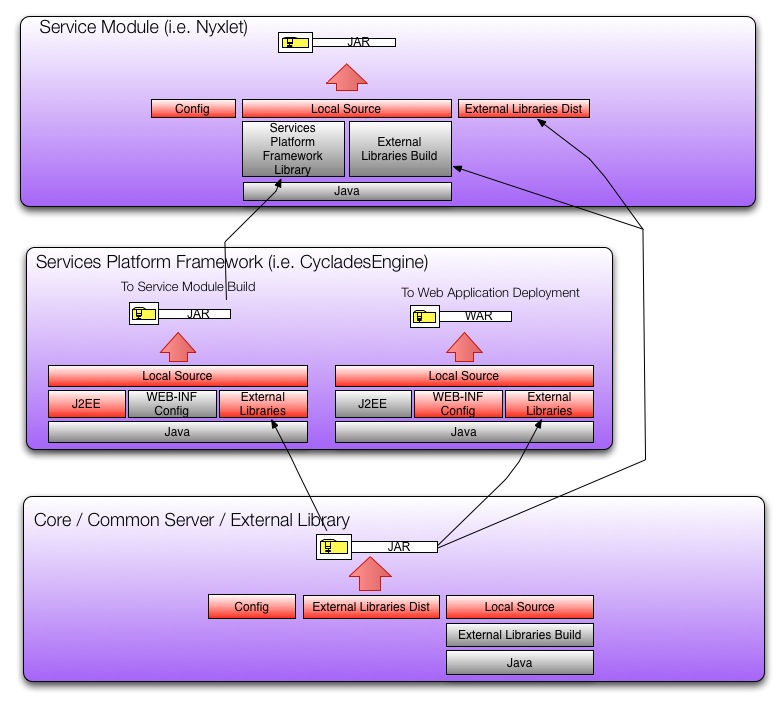 Service Module (i.e. Nyxlet)
JAR
Config
Local Source
External Libraries Dist
Services
Platform
Framework
Library
External
Libraries Build
Java
Services Platform Framework (i.e. CycladesEngine)
To Service Module Build
JAR
To Web Application Deployment
WAR
Local Source
J2EE
WEB-INF
Config
External
Libraries
Java
Local Source
J2EE
WEB-INF
Config
External
Libraries
Java
Core / Common Server / External Library
JAR
Config
External Libraries Dist
Local Source
External Libraries Build
Java